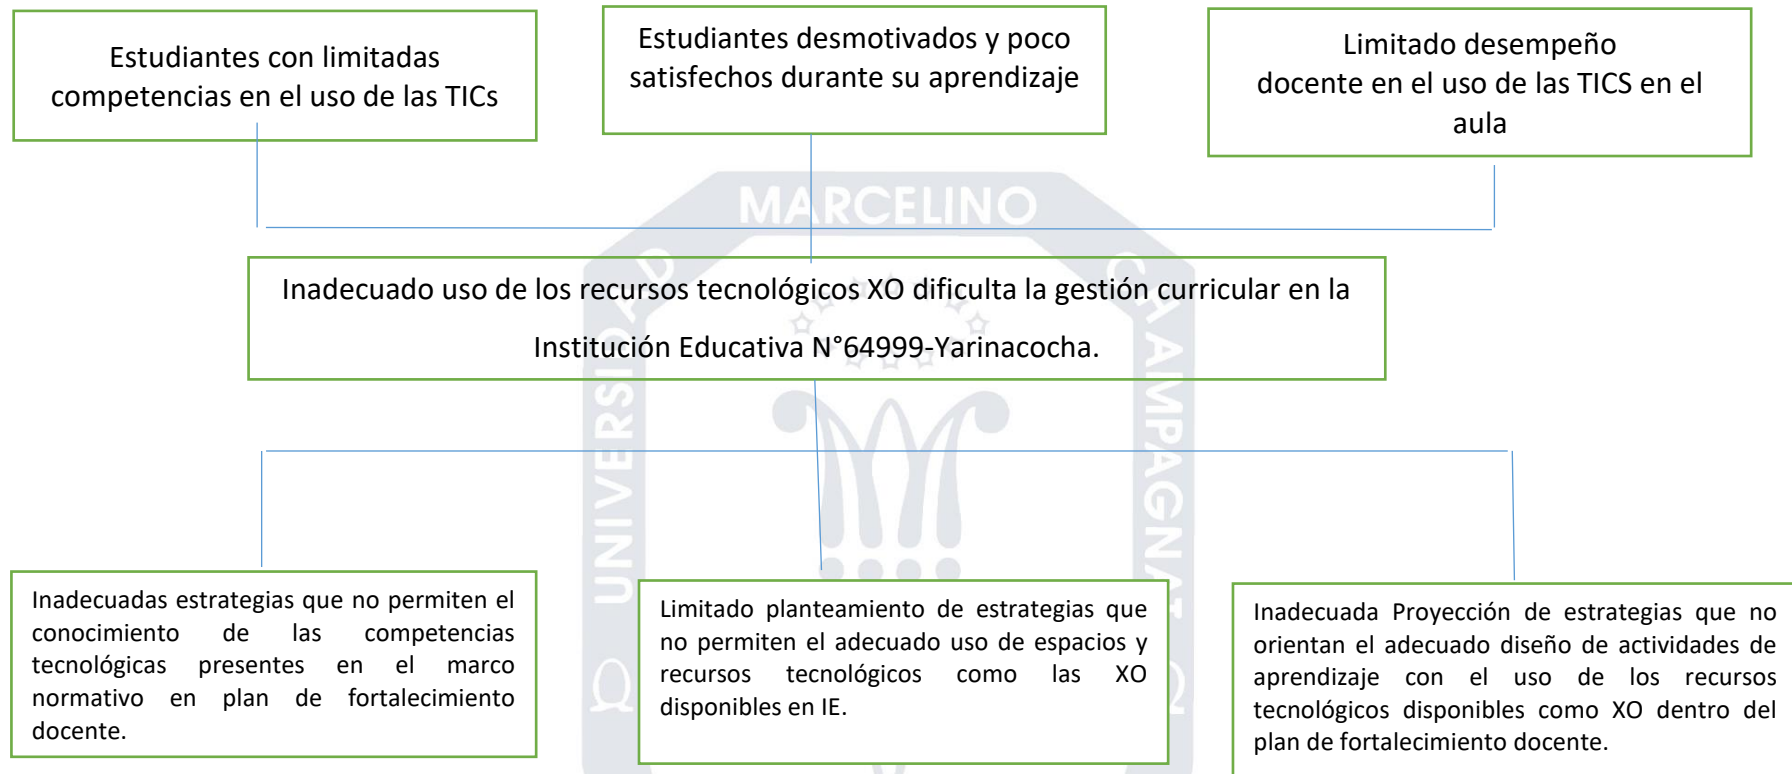 Estudiantes con limitadas
competencias en el uso de las TICs
Estudiantes desmotivados y poco
satisfechos durante su aprendizaje
Limitado desempeño
docente en el uso de las TICS en el
aula
MARCELINO
UNIVERSIDAD
CHAMPAGNAT
Inadecuado uso de los recursos tecnológicos XO dificulta la gestión curricular en la
Institución Educativa N°64999-Yarinacocha.
Inadecuadas estrategias que no permiten el
conocimiento de las competencias
tecnológicas presentes en el marco
normativo en plan de fortalecimiento
docente.
Limitado planteamiento de estrategias que
no permiten el adecuado uso de espacios y
recursos tecnológicos como las XO
disponibles en IE.
Inadecuada Proyección de estrategias que no
orientan el adecuado diseño de actividades de
aprendizaje con el uso de los recursos
tecnológicos disponibles como XO dentro del
plan de fortalecimiento docente.